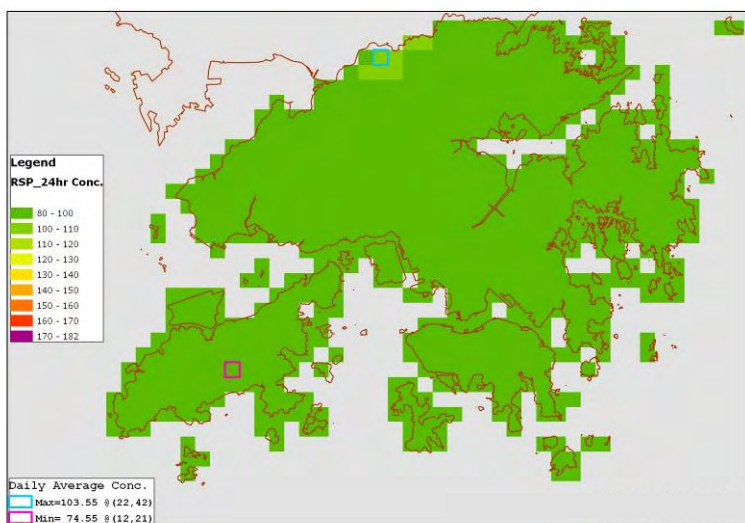 Legend
RSP_24hr Conc.
80 - 100
100 - 110
110 - 120
120 - 130
130 - 140
140 - 150
150 - 160
160 - 170
170 - 182
Daily Average Conc.
Max=103.55 @(22,42)
Min= 74.55 @(12,21)